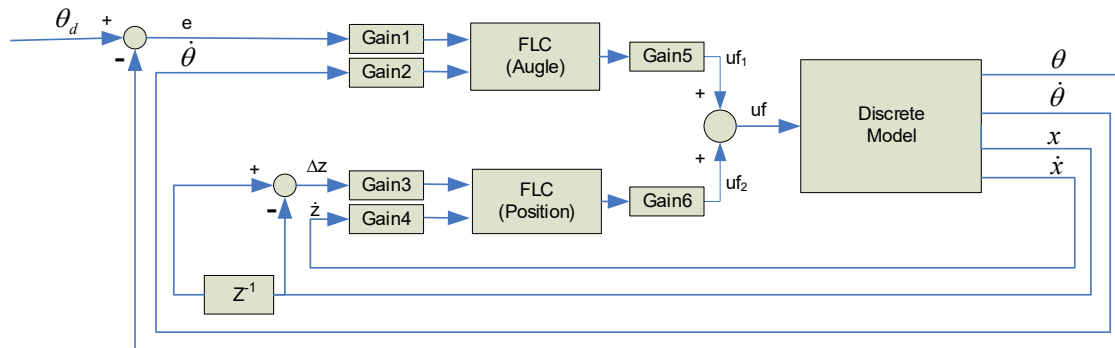 θd + e
-
θ̇
Gain1
Gain2
FLC
(Augle)
Gain5
uf1
+
uf
+
uf2
Discrete
Model
θ
θ̇
x
ẋ
+
-
Δz
ż
Gain3
Gain4
FLC
(Position)
Gain6
Z-1